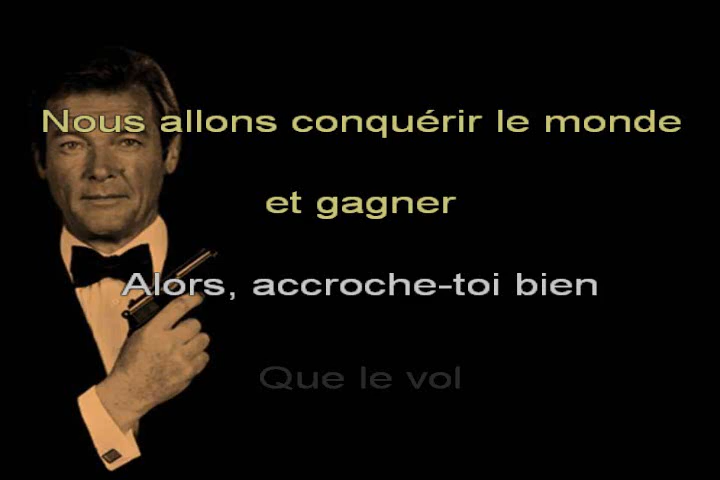 Nous allons conquérir le monde
et gagner
Alors, accroche-toi bien
Que le vol